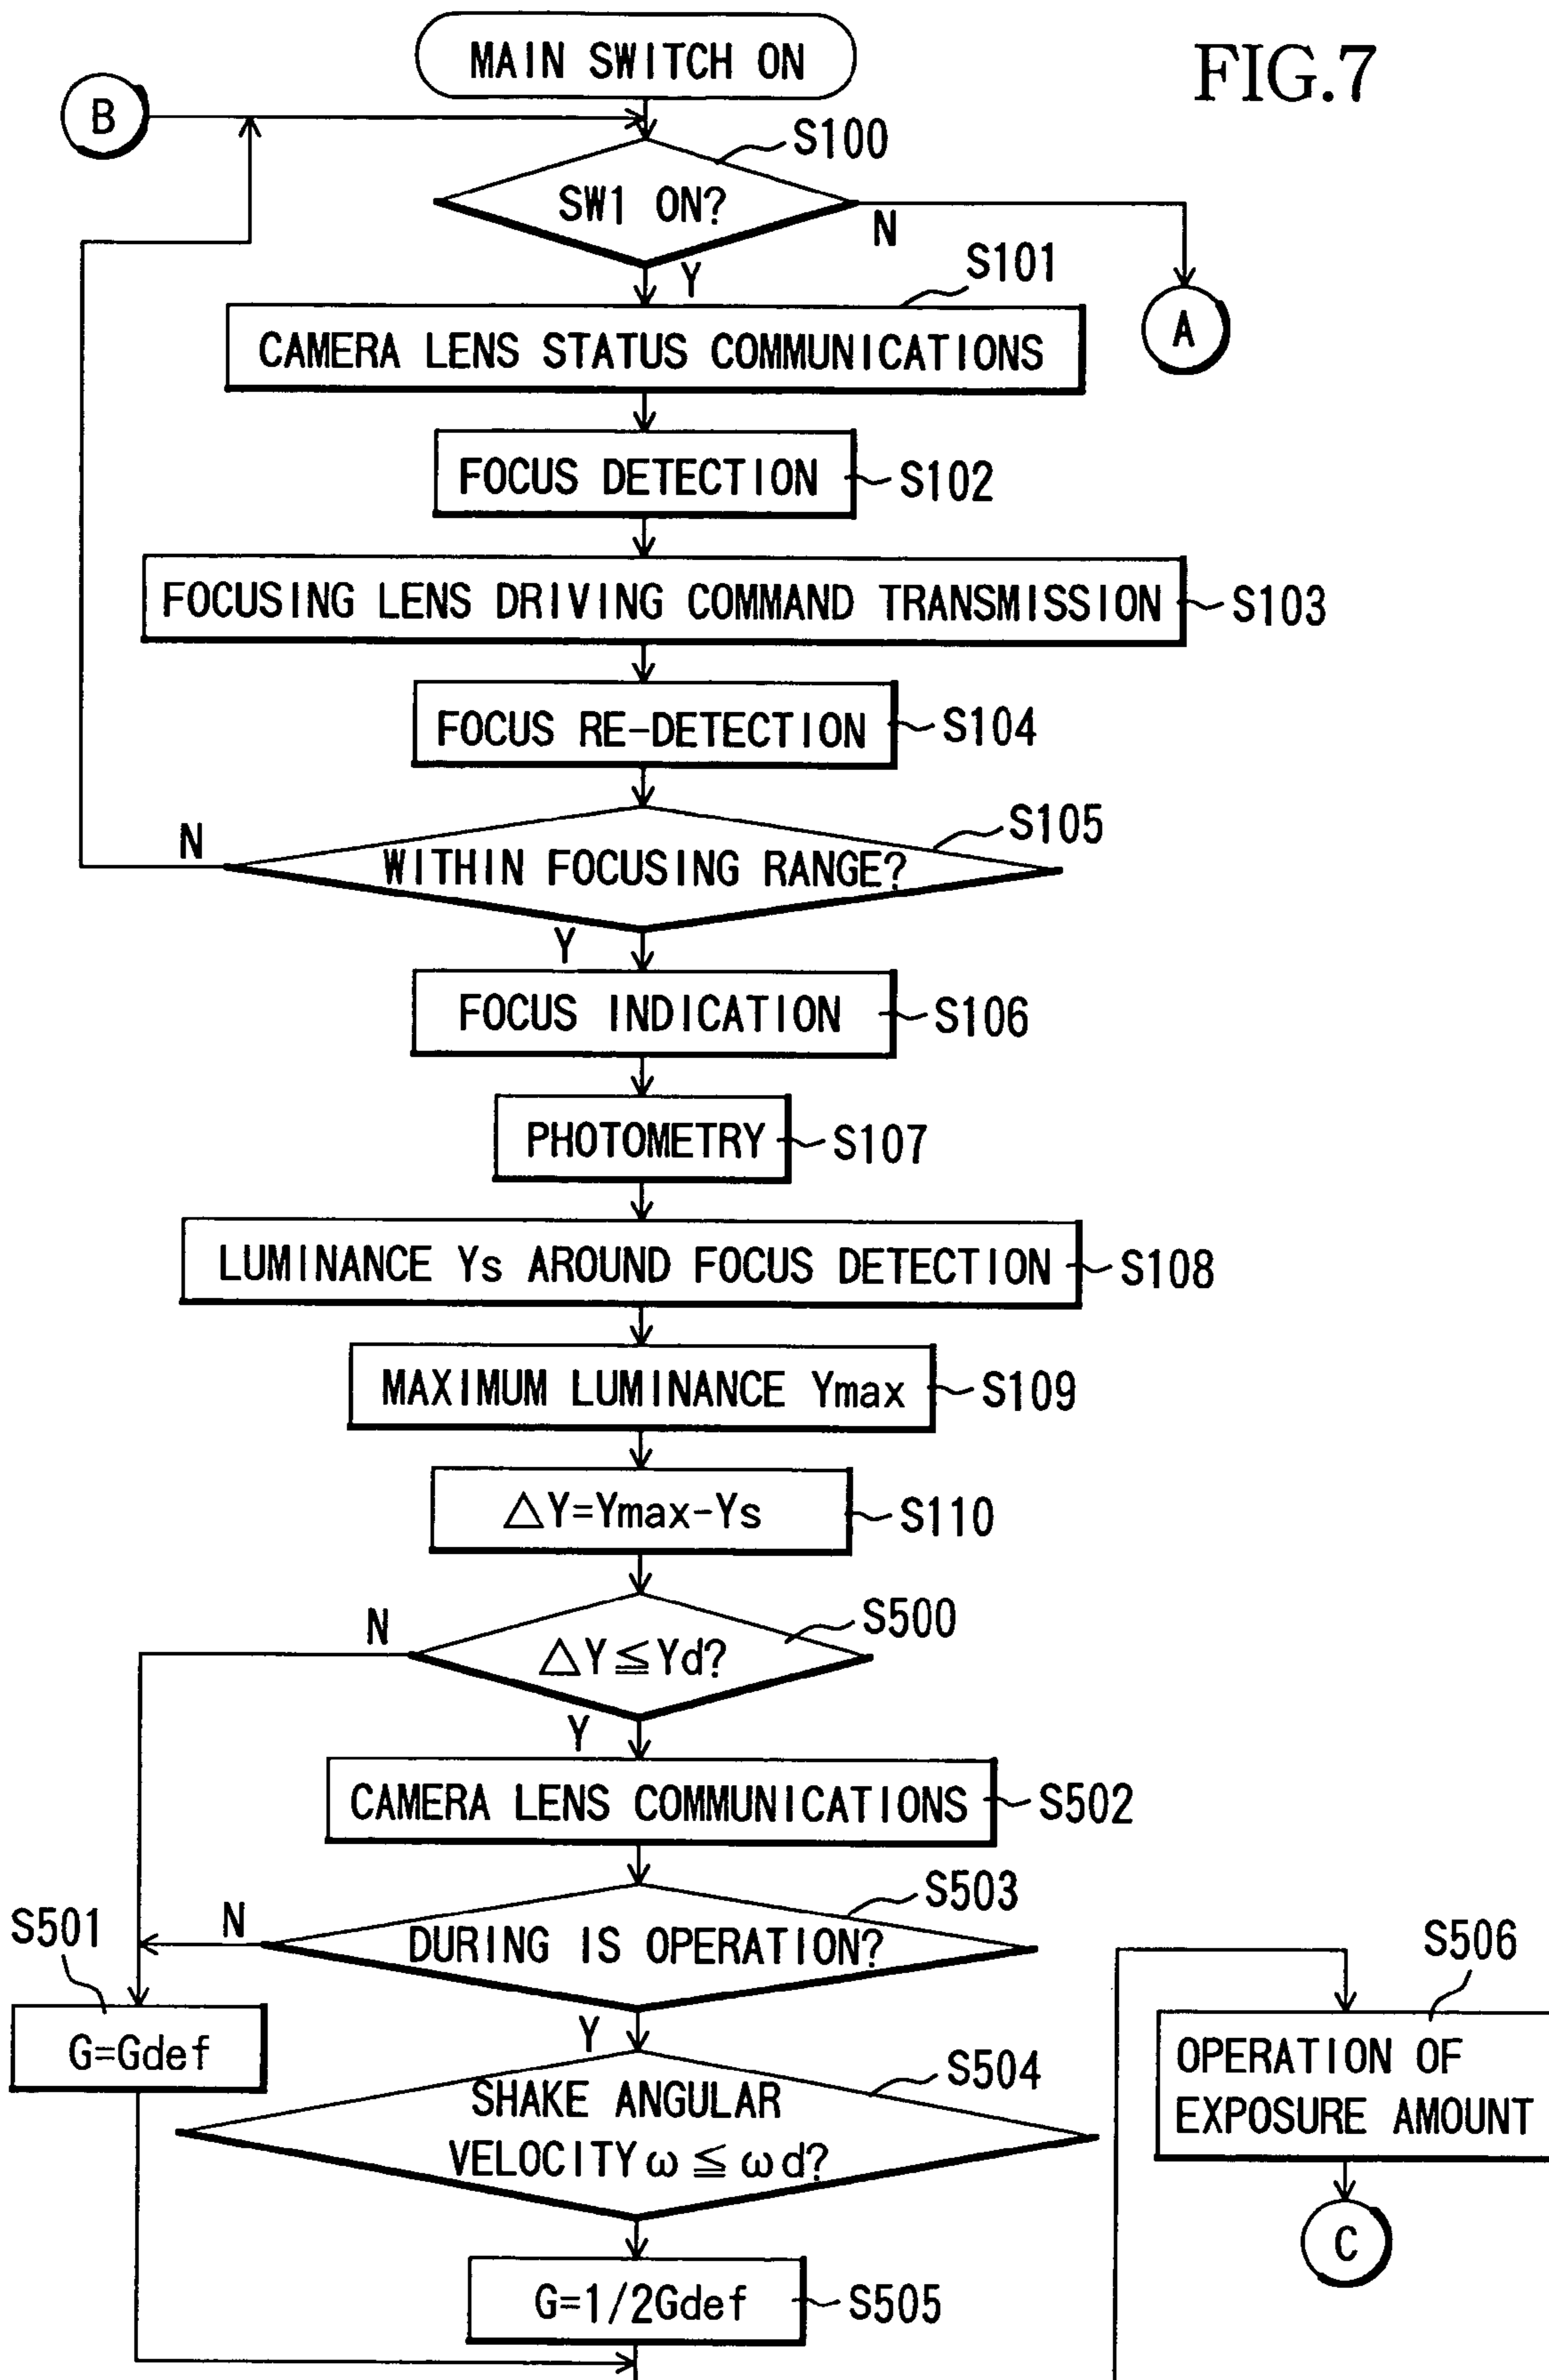 FIG.7
MAIN SWITCH ON
B
S100
SW1 ON?
N
Y
A
S101
CAMERA LENS STATUS COMMUNICATIONS
FOCUS DETECTION
S102
FOCUSING LENS DRIVING COMMAND TRANSMISSION
S103
FOCUS RE-DETECTION
S104
S105
N
WITHIN FOCUSING RANGE?
Y
FOCUS INDICATION
S106
PHOTOMETRY
S107
LUMINANCE Ys AROUND FOCUS DETECTION
S108
MAXIMUM LUMINANCE Ymax
S109
△Y=Ymax-Ys
S110
S500
N
△Y≦Yd?
Y
CAMERA LENS COMMUNICATIONS
S502
S503
N
DURING IS OPERATION?
Y
S501
G=Gdef
S504
SHAKE ANGULAR
VELOCITY ω ≦ ωd?
G=1/2Gdef
S505
S506
OPERATION OF
EXPOSURE AMOUNT
C